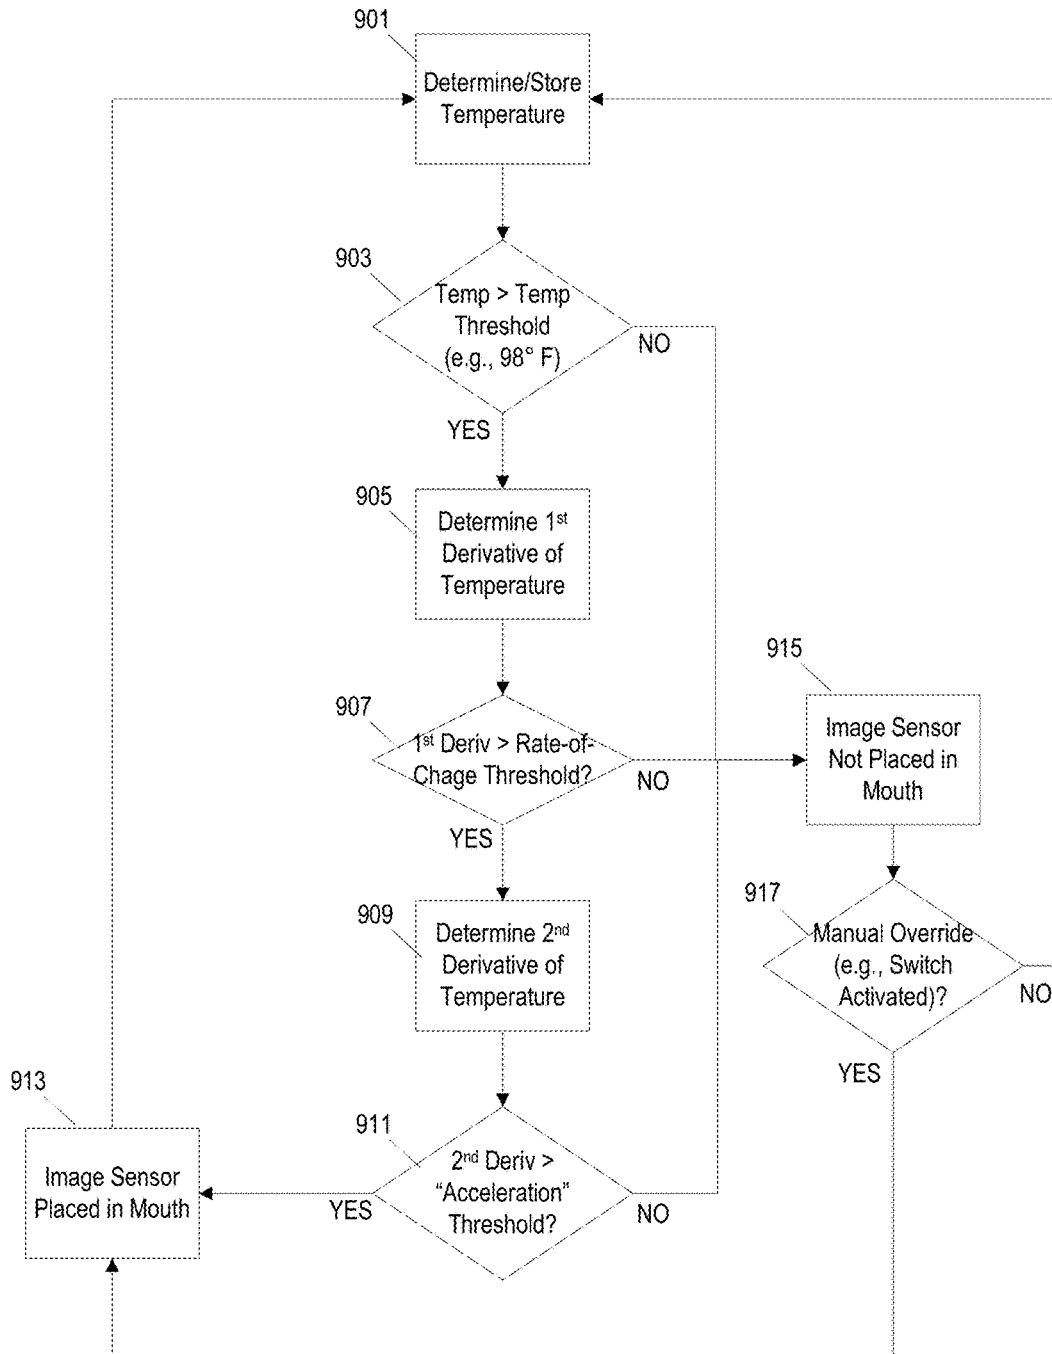 901
Determine/Store
Temperature
903
Temp > Temp
Threshold
(e.g., 98° F)
NO
YES
905
Determine 1st
Derivative of
Temperature
907
1st Deriv > Rate-of-
Chage Threshold?
NO
YES
915
Image Sensor
Not Placed in
Mouth
909
Determine 2nd
Derivative of
Temperature
917
Manual Override
(e.g., Switch
Activated)?
NO
YES
913
Image Sensor
Placed in Mouth
911
2nd Deriv >
“Acceleration”
Threshold?
YES
NO